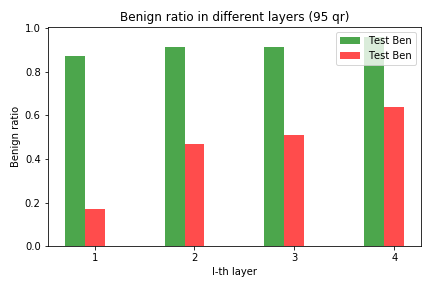 Benign ratio in different layers (95 qr)
Test Ben
Test Ben
Benign ratio
1.0
0.8
0.6
0.4
0.2
0.0
1 2 3 4
l-th layer